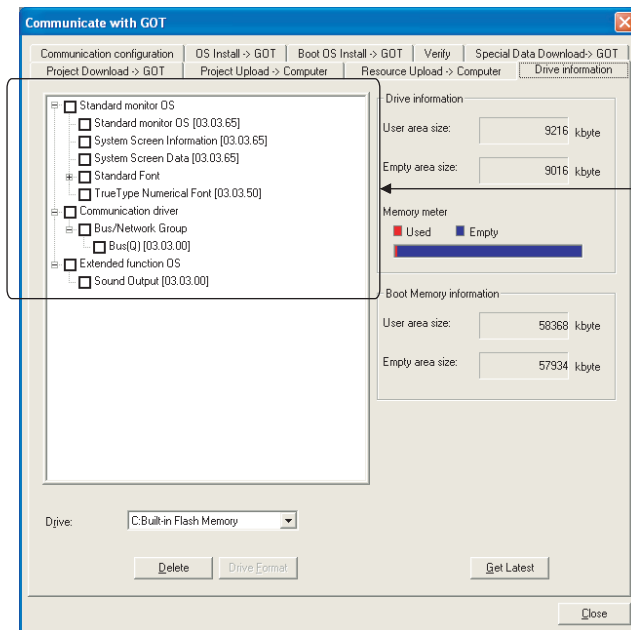 Communicate with GOT
Communication configuration OS Install -> GOT Boot OS Install -> GOT Verify Special Data Download-> GOT
Project Download -> GOT Project Upload -> Computer Resource Upload -> Computer Drive information
Standard monitor OS
Standard monitor OS [03.03.65]
System Screen Information [03.03.65]
System Screen Data [03.03.65]
Standard Font
TrueType Numerical Font [03.03.50]
Communication driver
Bus/Network Group
Bus(Q) [03.03.00]
Extended function OS
Sound Output [03.03.00]
Drive information
User area size: 9216 kbyte
Empty area size: 9016 kbyte
Memory meter
Used Empty
Boot Memory information
User area size: 58368 kbyte
Empty area size: 57934 kbyte
Drive: C:Built-in Flash Memory
Delete Drive Format Get Latest
Close